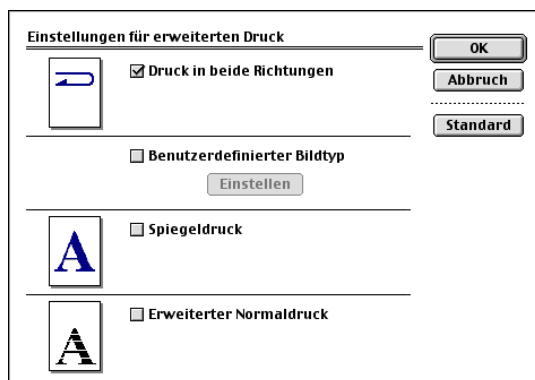 Einstellungen für erweiterten Druck
OK
Druck in beide Richtungen
Abbruch
Standard
Benutzerdefinierter Bildtyp
Einstellen
Spiegeldruck
A
Erweiterter Normaldruck
A